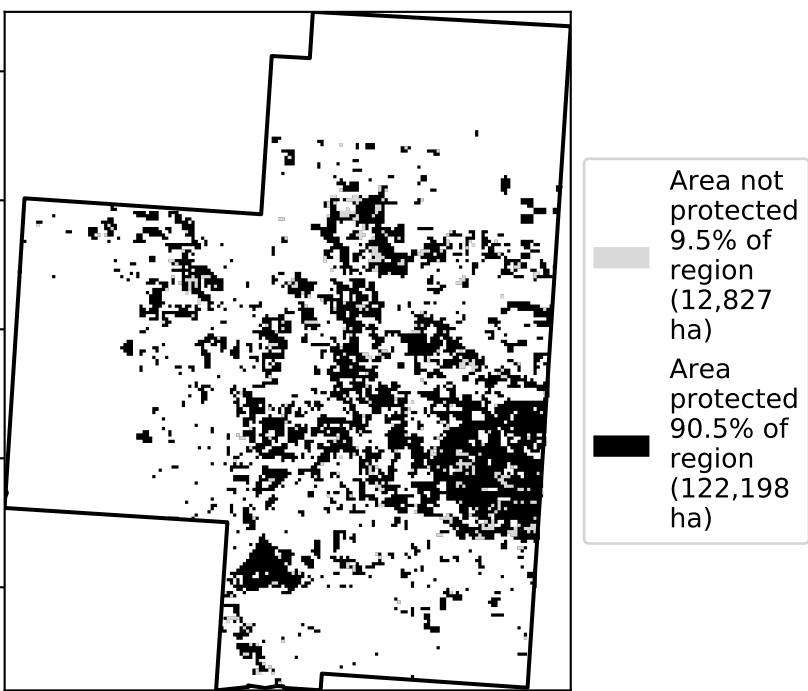 Area not
protected
9.5% of
region
(12,827
ha)
Area
protected
90.5% of
region
(122,198
ha)